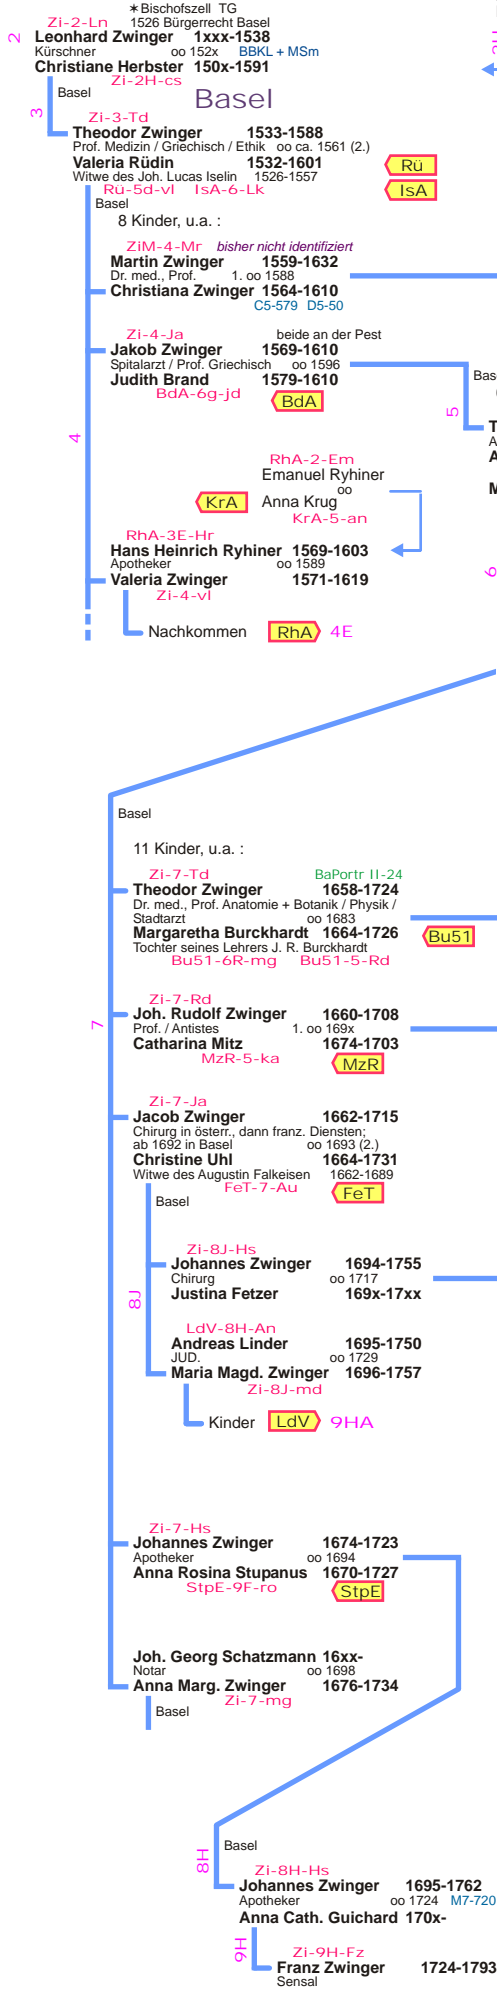 ∗Bischofszell TG
Zi-2-Ln 1526 Bürgerrecht Basel
2
Leonhard Zwinger 1xxx-1538
Kürschner oo 152x BBKL + MSm
Christiane Herbster 150x-1591
Zi-2H-cs
Basel
Basel
3
Zi-3-Td
Theodor Zwinger 1533-1588
Prof. Medizin / Griechisch / Ethik oo ca. 1561 (2.)
Valeria Rüdin 1532-1601 Rü
Witwe des Joh. Lucas Iselin 1526-1557
Rü-5d-vl IsA-6-Lk IsA
Basel
8 Kinder, u.a. :
ZiM-4-Mr bisher nicht identifiziert
Martin Zwinger 1559-1632
Dr. med., Prof. 1. oo 1588
Christiana Zwinger 1564-1610
C5-579 D5-50
Zi-4-Ja beide an der Pest
Jakob Zwinger 1569-1610
Spitalarzt / Prof. Griechisch oo 1596
Judith Brand 1579-1610
BdA-6g-jd BdA
Bas
5
T
A
A
M
4
RhA-2-Em
Emanuel Ryhiner
oo
KrA Anna Krug
KrA-5-an
RhA-3E-Hr
Hans Heinrich Ryhiner 1569-1603
Apotheker oo 1589
Valeria Zwinger 1571-1619
Zi-4-vl
6
Nachkommen RhA 4E
Basel
11 Kinder, u.a. :
Zi-7-Td BaPortr II-24
Theodor Zwinger 1658-1724
Dr. med., Prof. Anatomie + Botanik / Physik /
Stadtarzt oo 1683
Margaretha Burckhardt 1664-1726 Bu51
Tochter seines Lehrers J. R. Burckhardt
Bu51-6R-mg Bu51-5-Rd
7
Zi-7-Rd
Joh. Rudolf Zwinger 1660-1708
Prof. / Antistes 1. oo 169x
Catharina Mitz 1674-1703
MzR-5-ka MzR
Zi-7-Ja
Jacob Zwinger 1662-1715
Chirurg in österr., dann franz. Diensten;
ab 1692 in Basel oo 1693 (2.)
Christine Uhl 1664-1731
Witwe des Augustin Falkeisen 1662-1689
FeT-7-Au FeT
Basel
8J
Zi-8J-Hs
Johannes Zwinger 1694-1755
Chirurg oo 1717
Justina Fetzer 169x-17xx
LdV-8H-An
Andreas Linder 1695-1750
JUD. oo 1729
Maria Magd. Zwinger 1696-1757
Zi-8J-md
Kinder LdV 9HA
Zi-7-Hs
Johannes Zwinger 1674-1723
Apotheker oo 1694
Anna Rosina Stupanus 1670-1727
StpE-9F-ro StpE
Joh. Georg Schatzmann 16xx-
Notar oo 1698
Anna Marg. Zwinger 1676-1734
Zi-7-mg
Basel
8H
Basel
Zi-8H-Hs
Johannes Zwinger 1695-1762
Apotheker oo 1724 M7-720
Anna Cath. Guichard 170x-
9H
Zi-9H-Fz
Franz Zwinger 1724-1793
Sensal